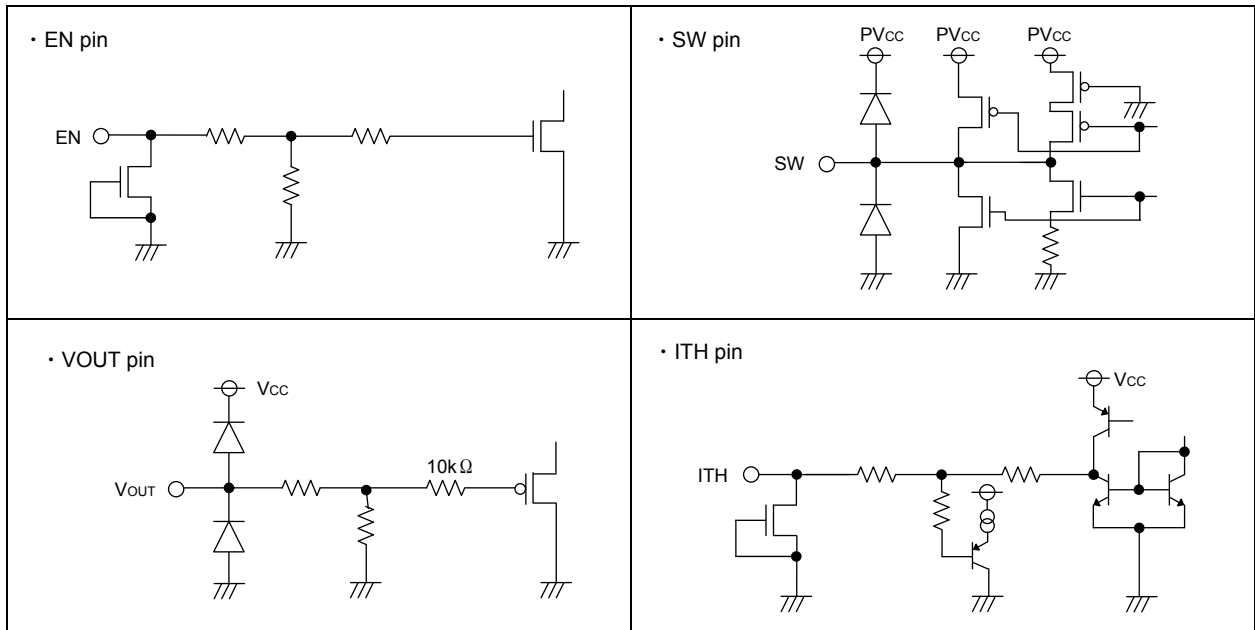 ・EN pin
EN
・SW pin
PVCC PVCC PVCC
SW
・VOUT pin
VCC
10kΩ
VOUT
・ITH pin
VCC
ITH